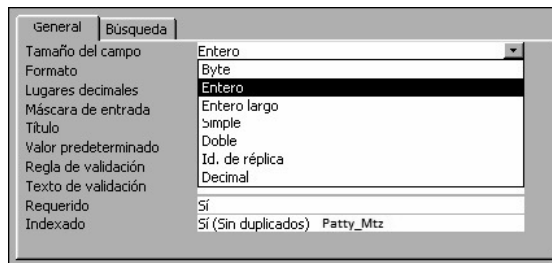 General Búsqueda
Tamaño del campo Entero
Formato Byte
Lugares decimales Entero
Máscara de entrada Entero largo
Título Simple
Valor predeterminado Doble
Regla de validación Id. de réplica
Texto de validación Decimal
Requerido Sí
Indexado Sí (Sin duplicados) Patty_Mtz